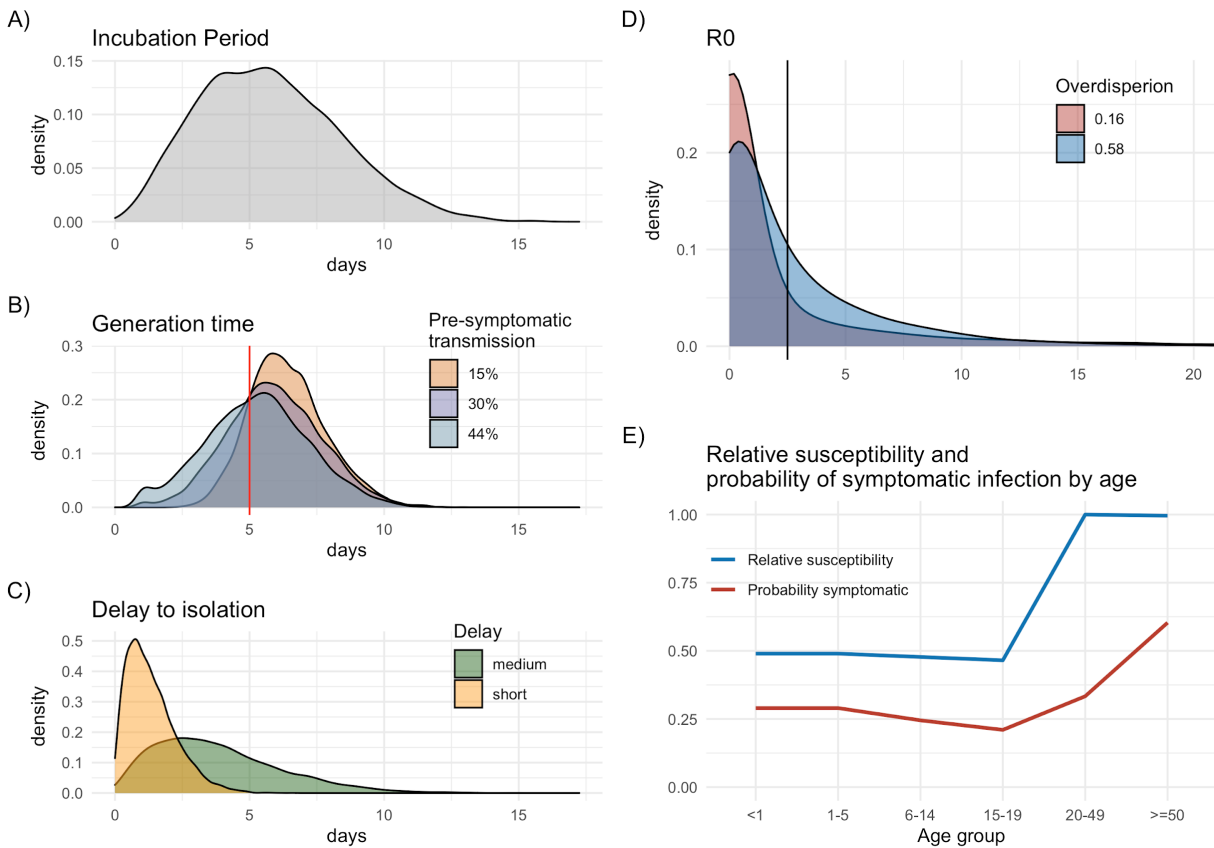 A)
Incubation Period
0.15
0.10
0.05
0.00
density
0 5 10 15
days
B)
Generation time
Pre-symptomatic
transmission
15%
30%
44%
0.3
0.2
0.1
0.0
density
0 5 10 15
days
C)
Delay to isolation
Delay
medium
short
0.5
0.4
0.3
0.2
0.1
0.0
density
0 5 10 15
days
D)
R0
Overdisperion
0.16
0.58
0.2
0.1
0.0
density
0 5 10 15 20
E)
Relative susceptibility and
probability of symptomatic infection by age
1.00
0.75
0.50
0.25
0.00
Relative susceptibility
Probability symptomatic
<1 1-5 6-14 15-19 20-49 >=50
Age group